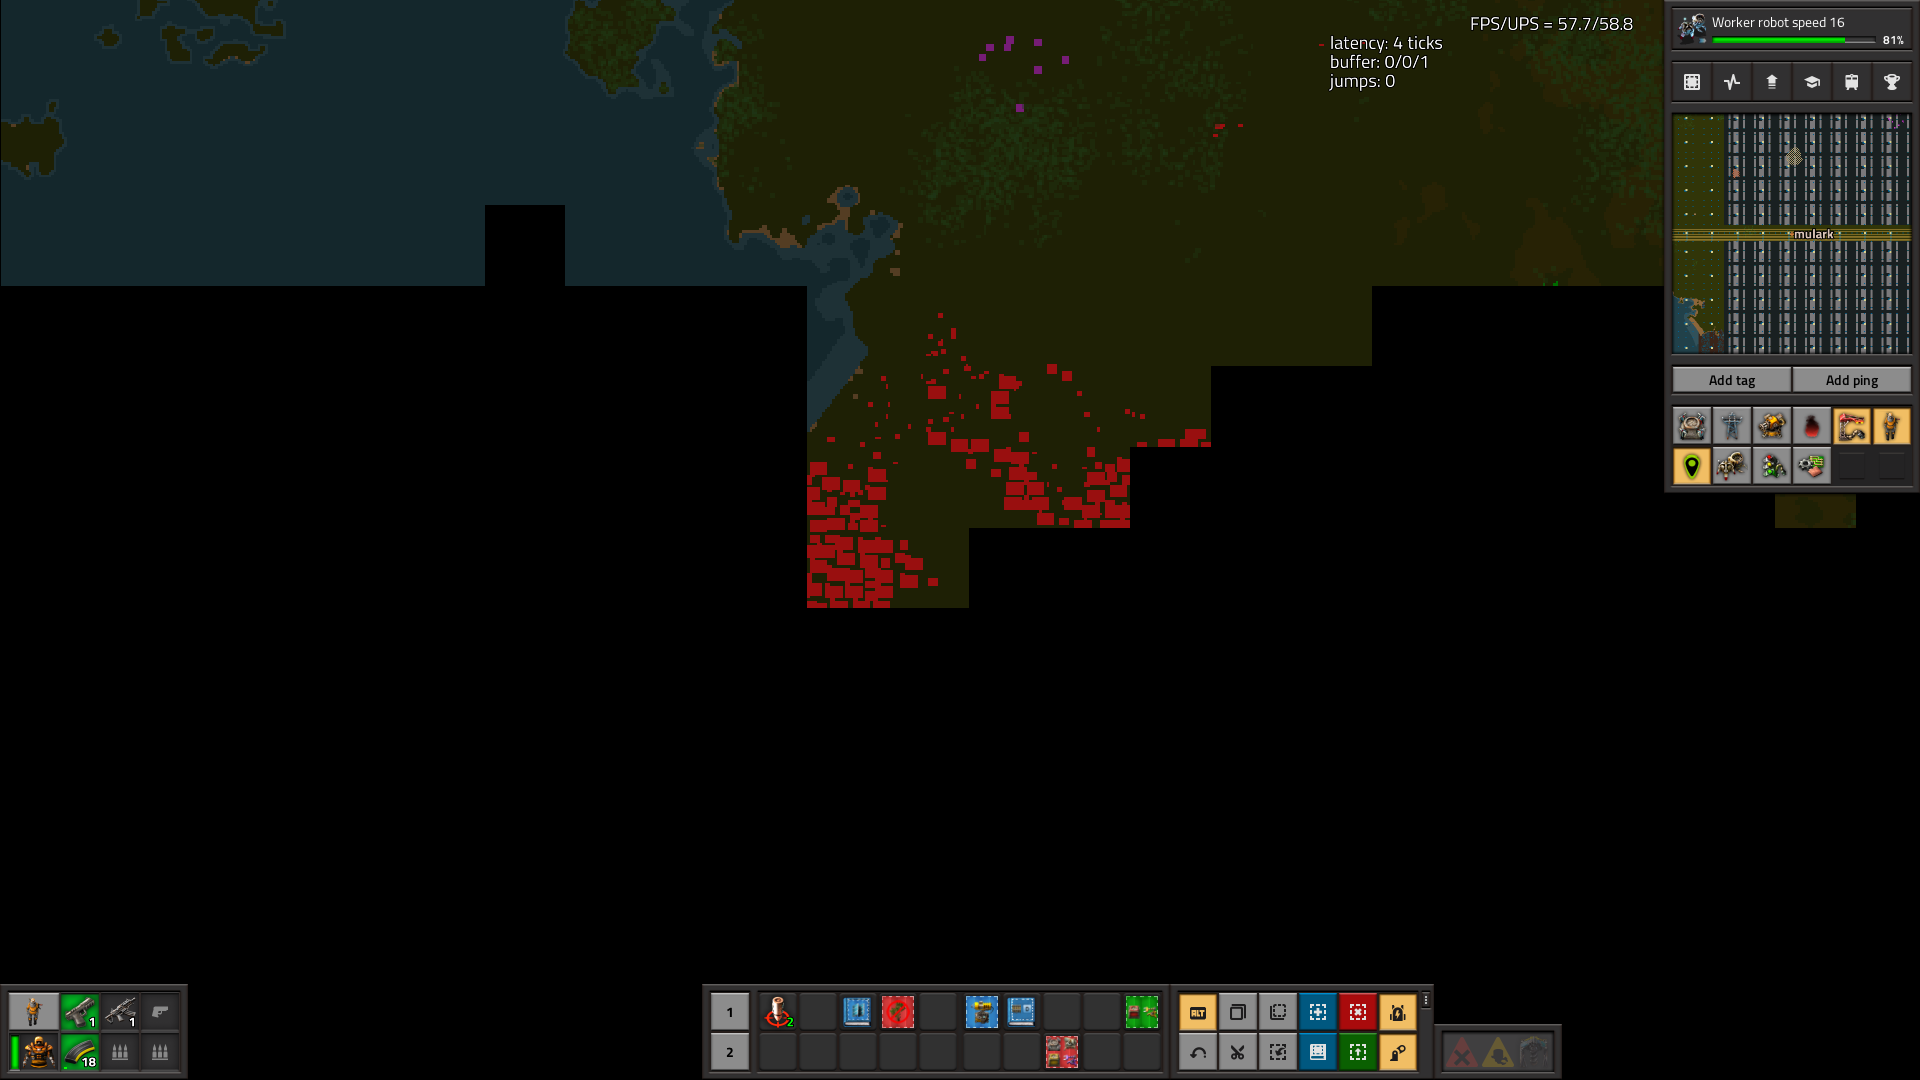 FPS/UPS = 57.7/58.8
latency: 4 ticks
buffer: 0/0/1
jumps: 0
Worker robot speed 16
81%
mulark
Add tag
Add ping
1
1
18
1
2
2
ALT